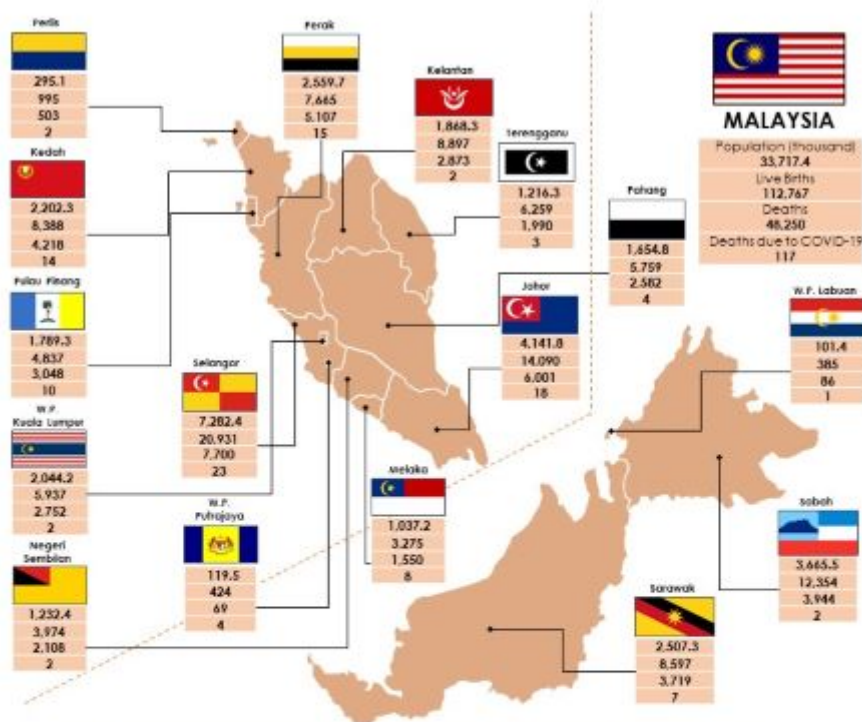 Perlis
295.1
995
503
2
Kedah
2,202.3
8,388
4,218
14
Pulau Pinang
1,789.3
4,837
3,048
10
W.P.
Kuala Lumpur
2,044.2
5,937
2,752
2
Negeri
Sembilan
1,232.4
3,974
2,108
2
Perak
2,559.7
7,665
5,107
15
Kelantan
1,868.3
8,897
2,873
2
Terengganu
1,216.3
6,259
1,990
3
Pahang
1,654.8
5,759
2,582
4
Johor
4,141.8
14,090
6,001
18
Selangor
7,282.4
20,931
7,700
23
W.P.
Putrajaya
119.5
424
69
4
Melaka
1,037.2
3,275
1,550
8
MALAYSIA
Population (thousand)
33,717.4
Live Births
112,767
Deaths
48,250
Deaths due to COVID-19
117
W.P. Labuan
101.4
385
86
1
Sabah
3,665.5
12,354
3,944
2
Sarawak
2,507.3
8,597
3,719
7